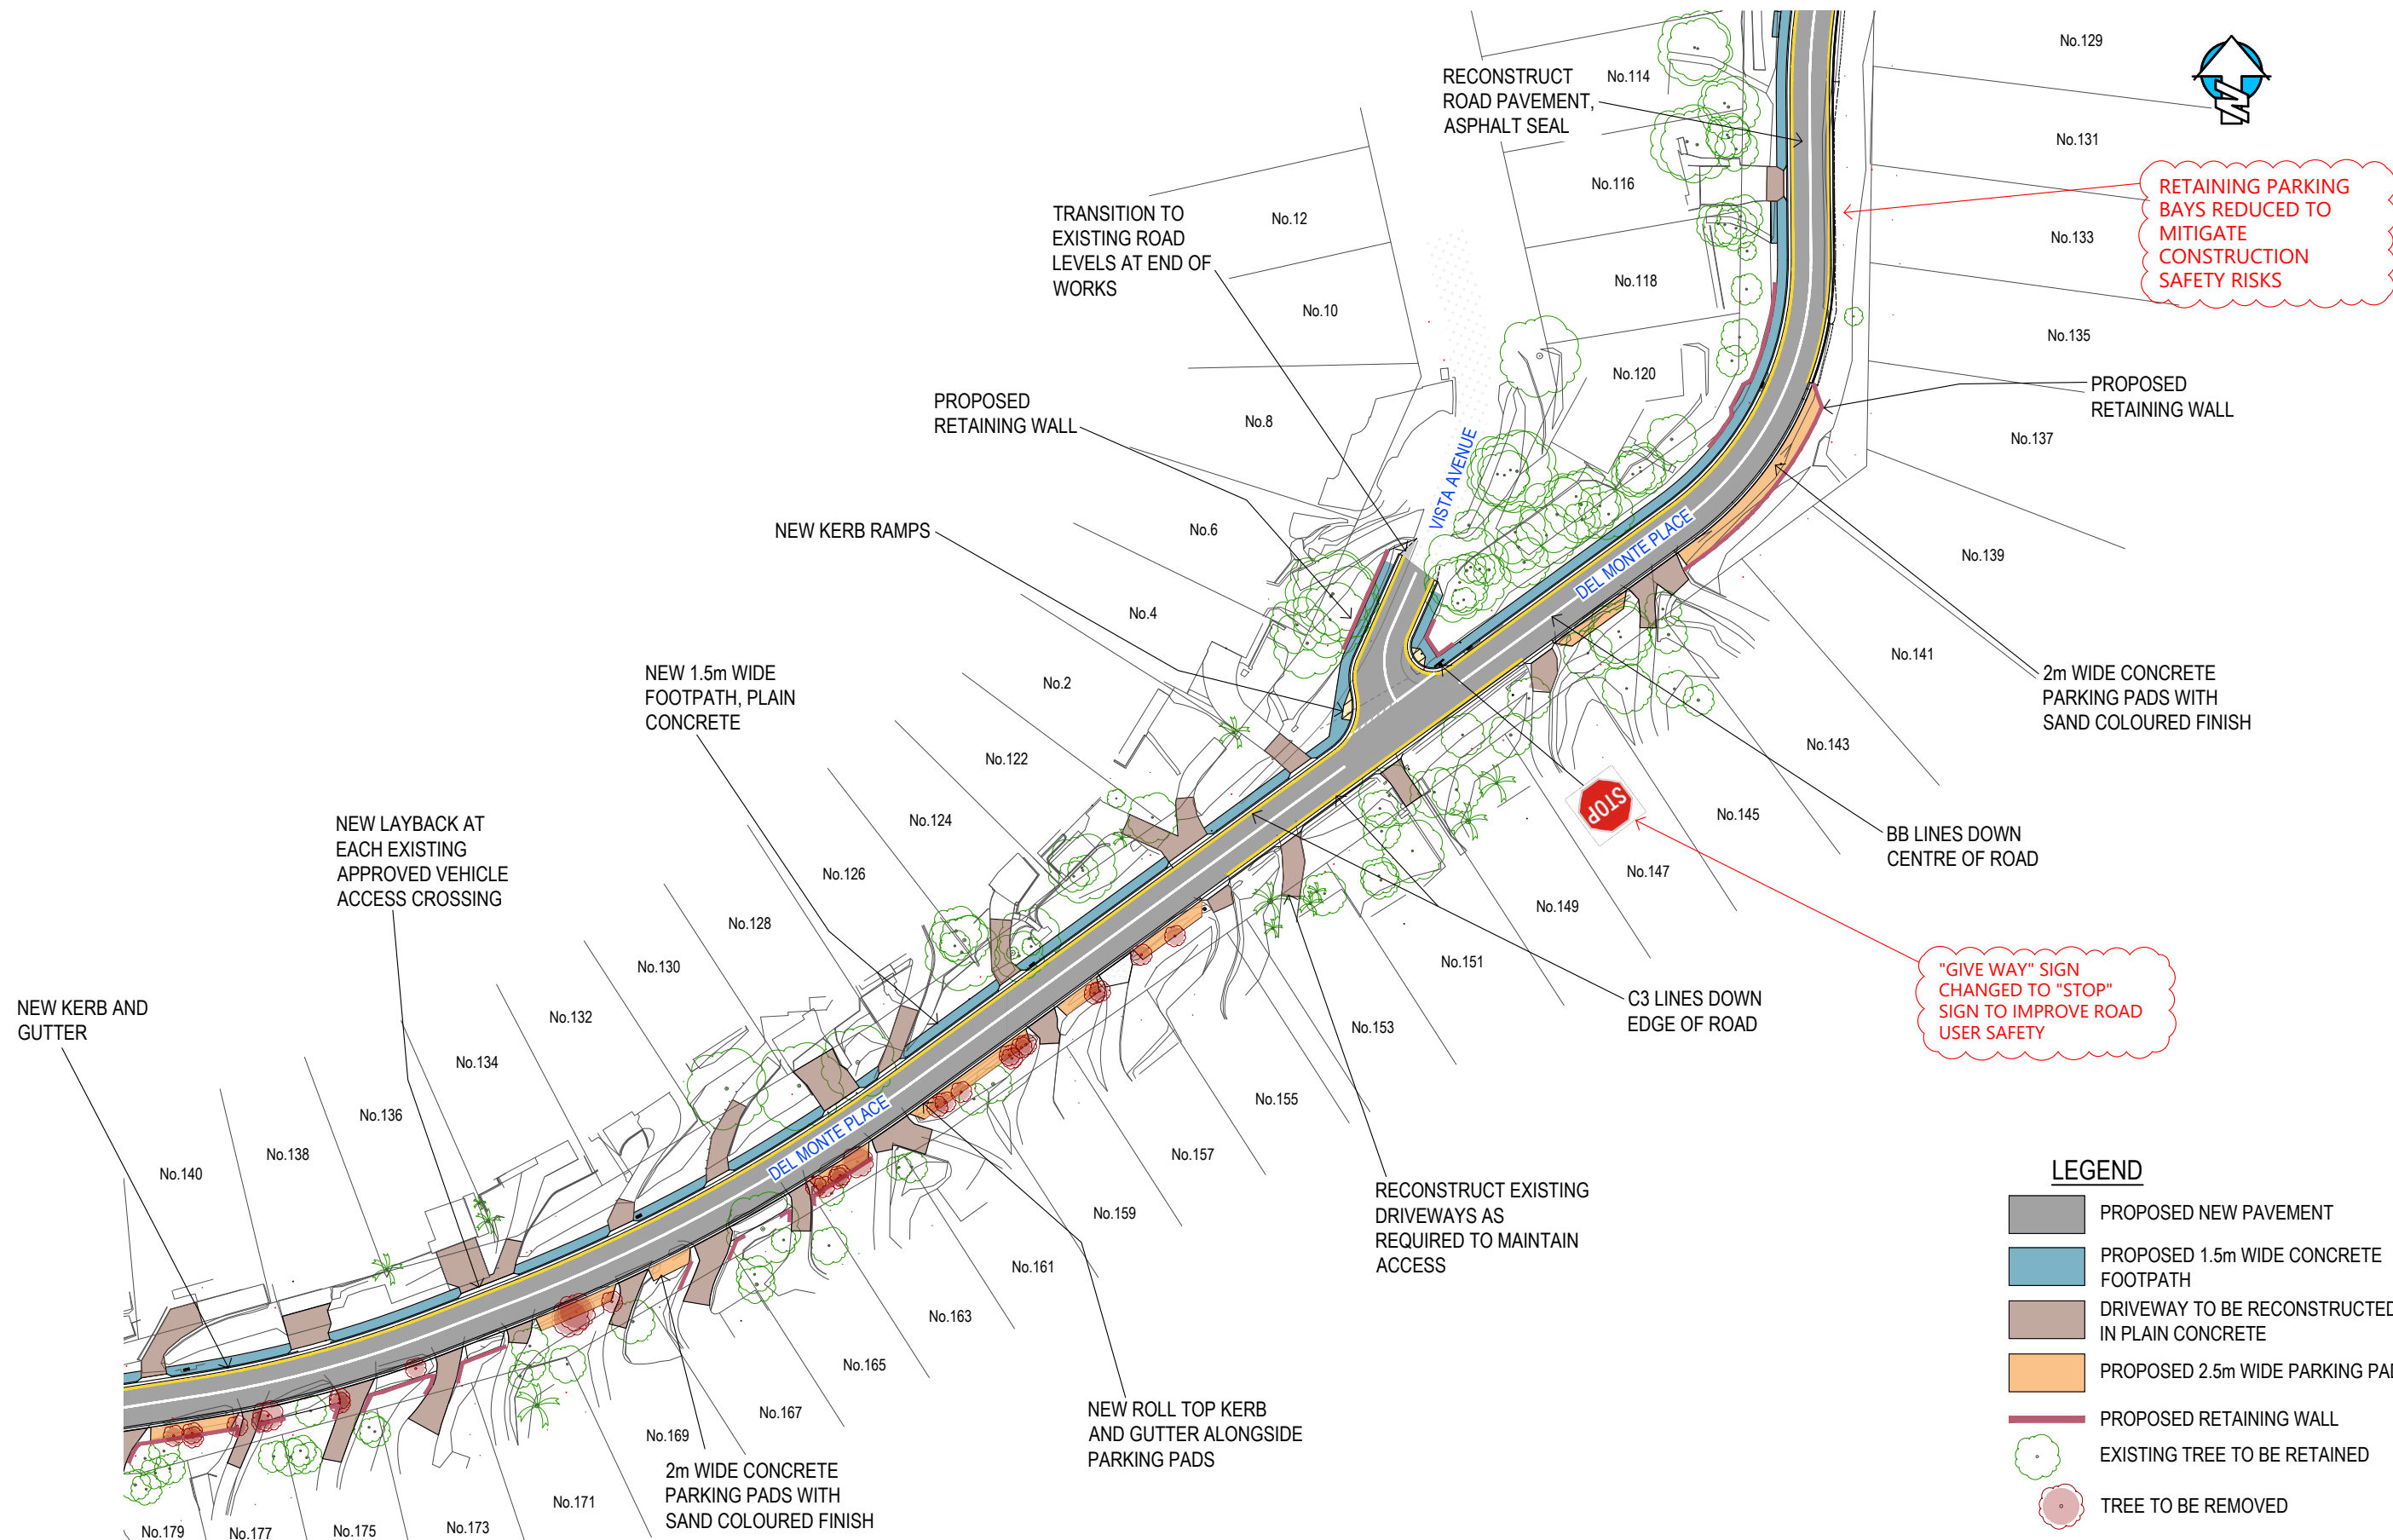 No.129
RECONSTRUCT
ROAD PAVEMENT,
ASPHALT SEAL
No.114
N
No.131
RETAINING PARKING
BAYS REDUCED TO
MITIGATE
CONSTRUCTION
SAFETY RISKS
No.116
TRANSITION TO
EXISTING ROAD
LEVELS AT END OF
WORKS
No.12
No.133
No.118
No.10
No.135
No.120
PROPOSED
RETAINING WALL
PROPOSED
RETAINING WALL
No.8
No.137
VISTA AVENUE
NEW KERB RAMPS
No.6
DEL MONTE PLACE
No.139
No.4
No.141
NEW 1.5m WIDE
FOOTPATH, PLAIN
CONCRETE
No.2
2m WIDE CONCRETE
PARKING PADS WITH
SAND COLOURED FINISH
No.143
No.122
STOP
NEW LAYBACK AT
EACH EXISTING
APPROVED VEHICLE
ACCESS CROSSING
No.124
No.145
BB LINES DOWN
CENTRE OF ROAD
No.126
No.147
No.128
No.149
No.130
No.151
"GIVE WAY" SIGN
CHANGED TO "STOP"
SIGN TO IMPROVE ROAD
USER SAFETY
NEW KERB AND
GUTTER
No.132
C3 LINES DOWN
EDGE OF ROAD
No.153
No.134
No.136
No.155
DEL MONTE PLACE
No.138
No.140
No.157
RECONSTRUCT EXISTING
DRIVEWAYS AS
REQUIRED TO MAINTAIN
ACCESS
No.159
No.161
No.163
No.165
No.167
No.169
NEW ROLL TOP KERB
AND GUTTER ALONGSIDE
PARKING PADS
2m WIDE CONCRETE
PARKING PADS WITH
SAND COLOURED FINISH
No.171
No.173
No.175
No.177
No.179
LEGEND
PROPOSED NEW PAVEMENT
PROPOSED 1.5m WIDE CONCRETE
FOOTPATH
DRIVEWAY TO BE RECONSTRUCTED
IN PLAIN CONCRETE
PROPOSED 2.5m WIDE PARKING PA
PROPOSED RETAINING WALL
EXISTING TREE TO BE RETAINED
TREE TO BE REMOVED